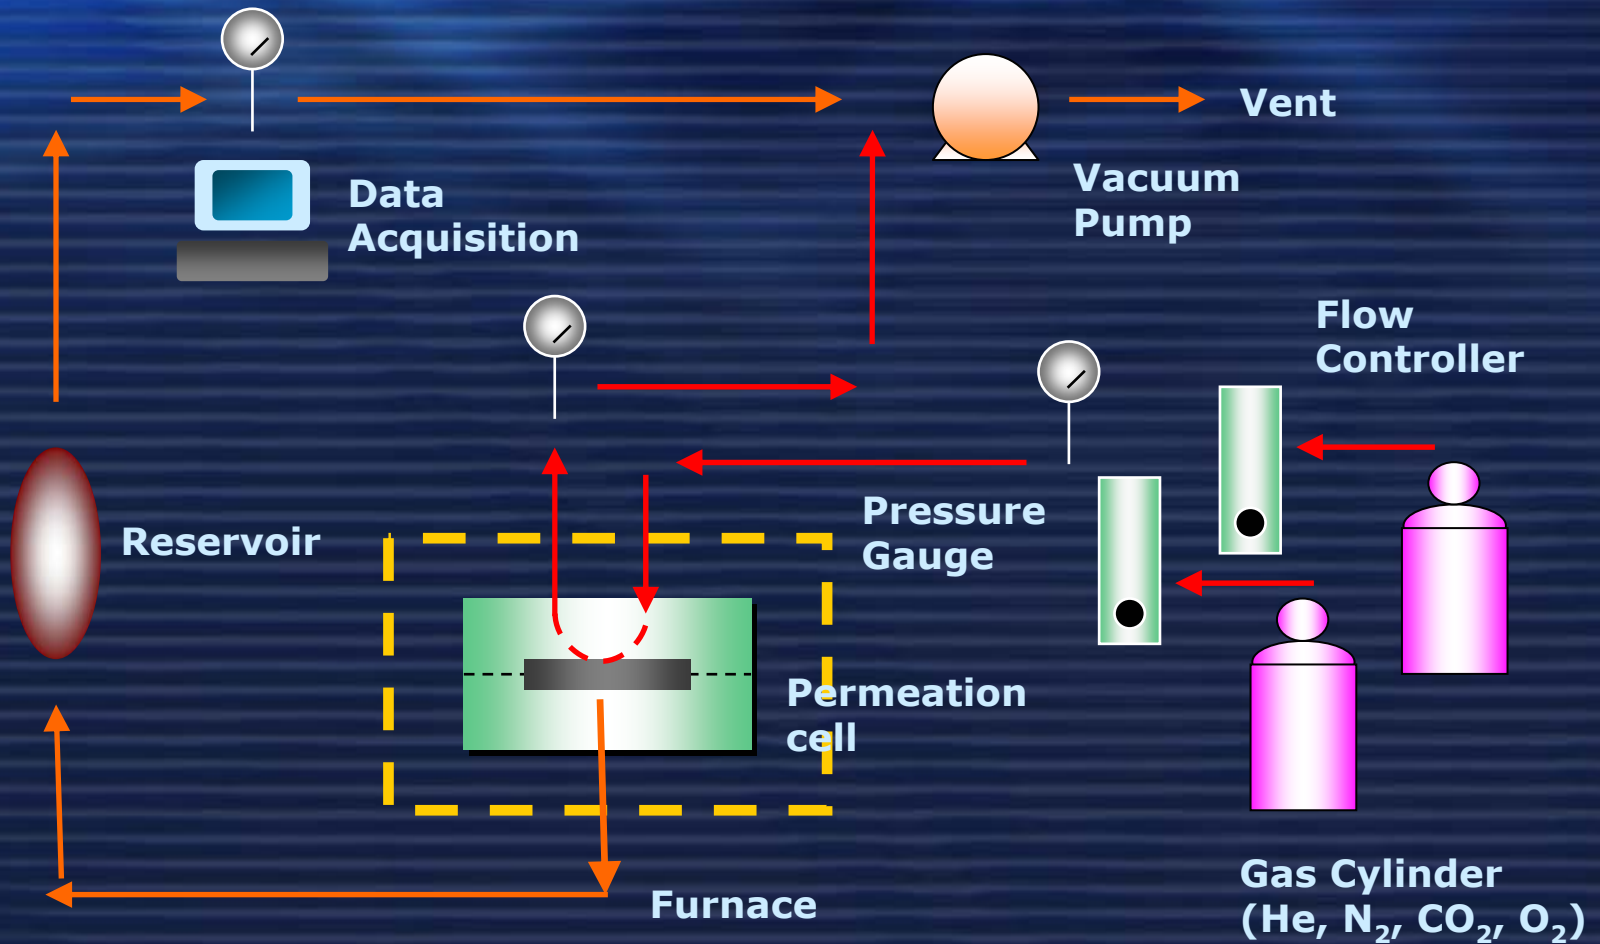 Vent
Vacuum
Pump
Data
Acquisition
Flow
Controller
Pressure
Gauge
Reservoir
Permeation
cell
Furnace
Gas Cylinder
(He, N₂, CO₂, O₂)